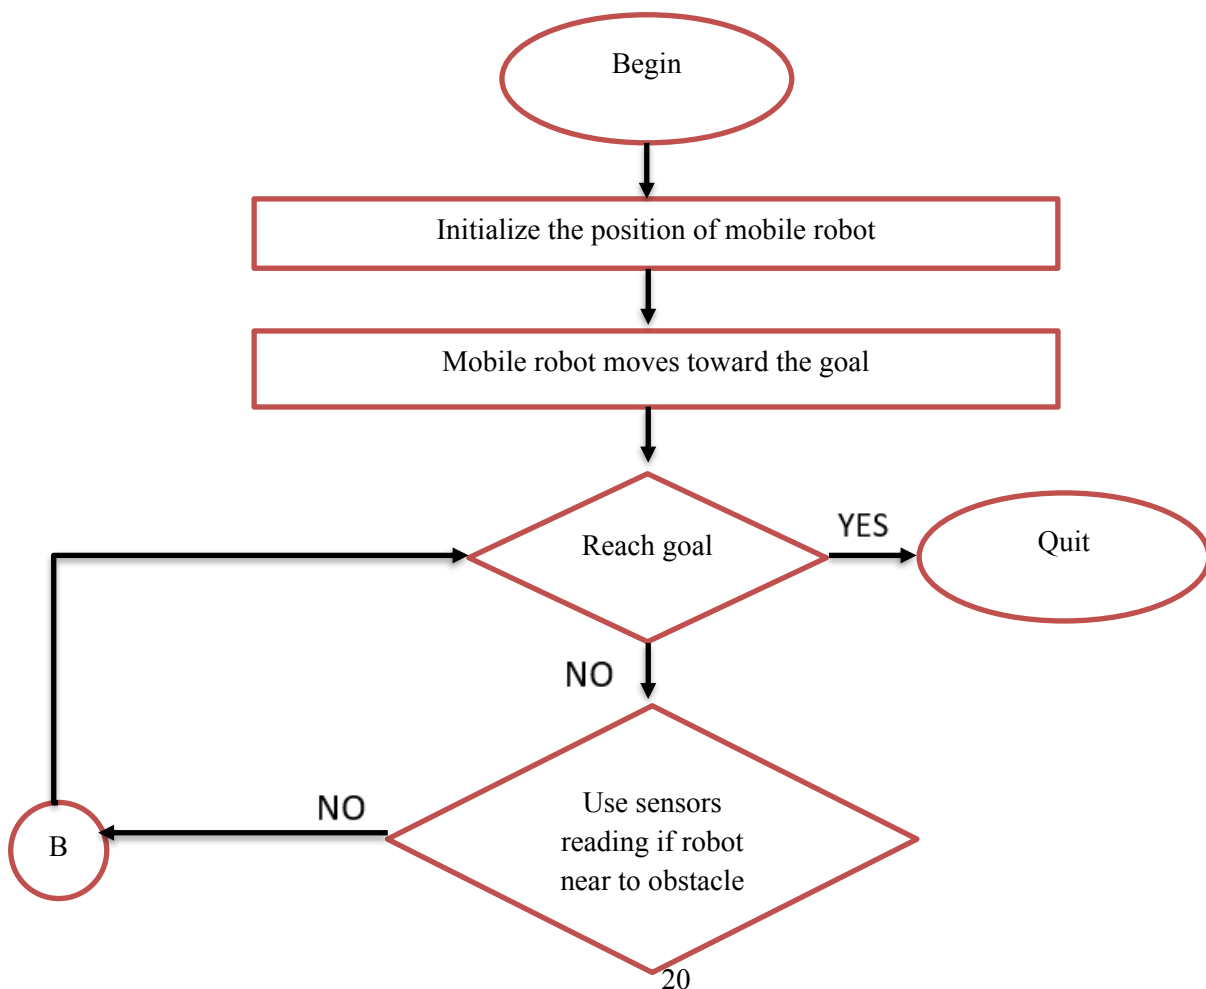 Begin
Initialize the position of mobile robot
Mobile robot moves toward the goal
Reach goal
YES
Quit
NO
Use sensors
reading if robot
near to obstacle
NO
B
20